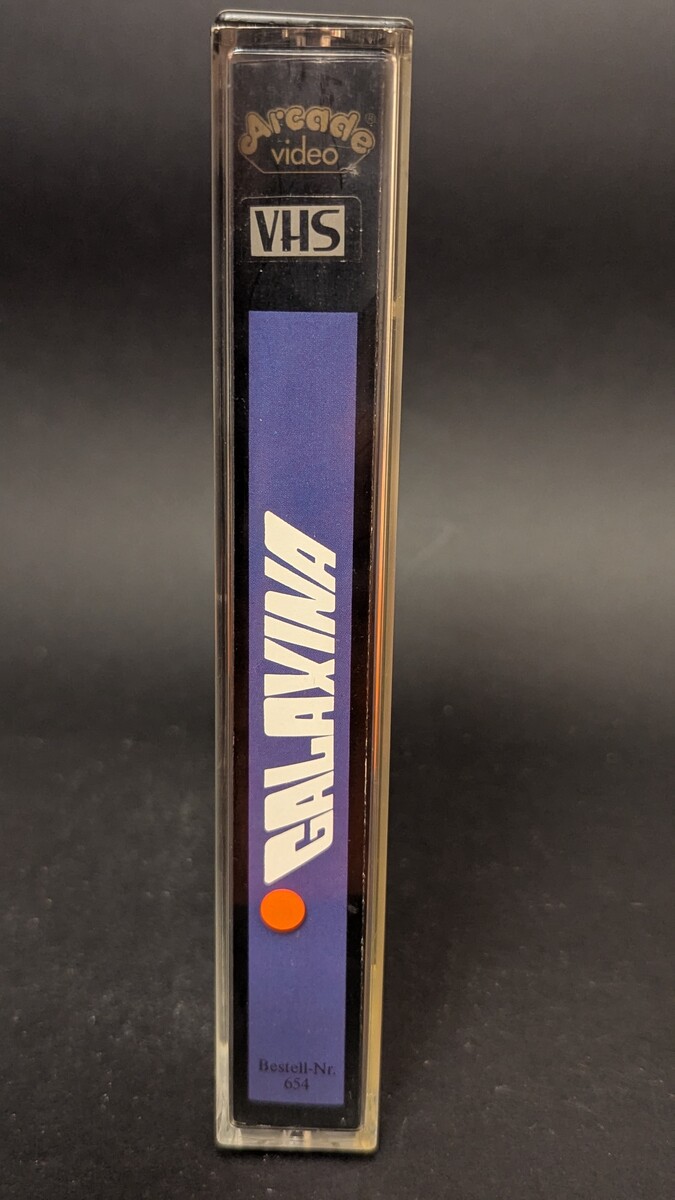 Arcade®
video
VHS
GALAXINA
Bestell-Nr.
654